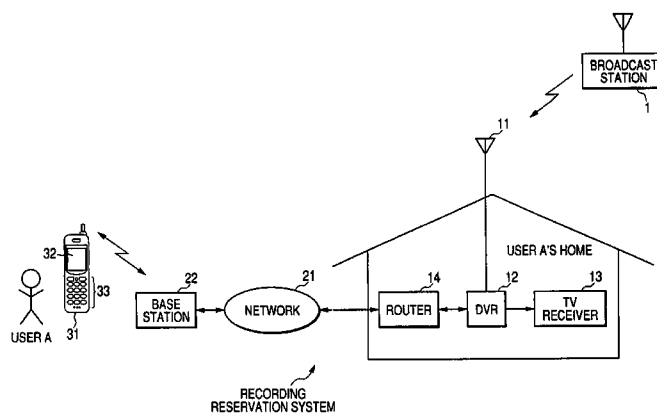 BROADCAST
STATION
1
11
USER A'S HOME
32
33
31
USER A
22
BASE
STATION
21
NETWORK
14
ROUTER
12
DVR
13
TV
RECEIVER
RECORDING
RESERVATION SYSTEM